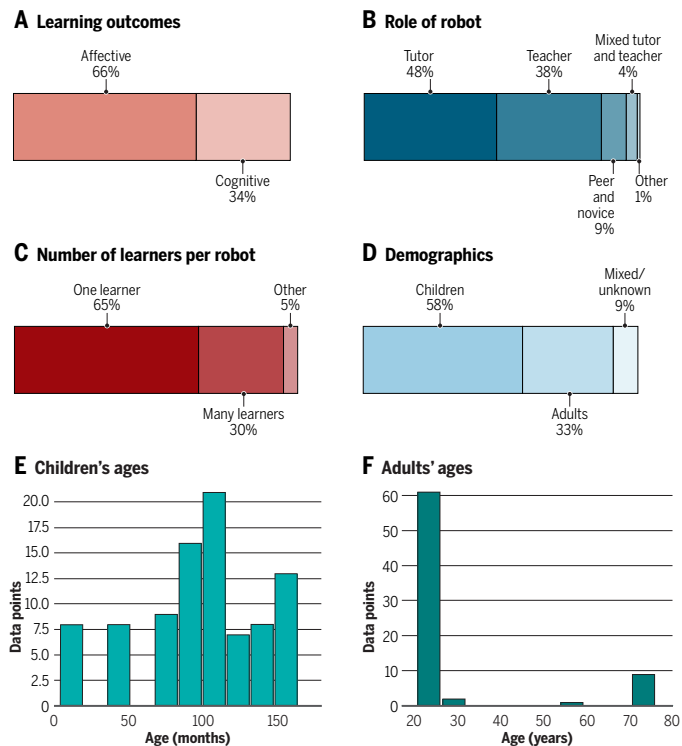 A Learning outcomes
Affective
66%
Cognitive
34%
B Role of robot
Tutor
48%
Teacher
38%
Mixed tutor
and teacher
4%
Peer
and
novice
9%
Other
1%
C Number of learners per robot
One learner
65%
Other
5%
Many learners
30%
D Demographics
Children
58%
Mixed/
unknown
9%
Adults
33%
E Children's ages
20.0
17.5
15.0
12.5
10.0
7.5
5.0
2.5
0
Data points
0 50 100 150
Age (months)
F Adults' ages
60
50
40
30
20
10
0
Data points
20 30 40 50 60 70 80
Age (years)